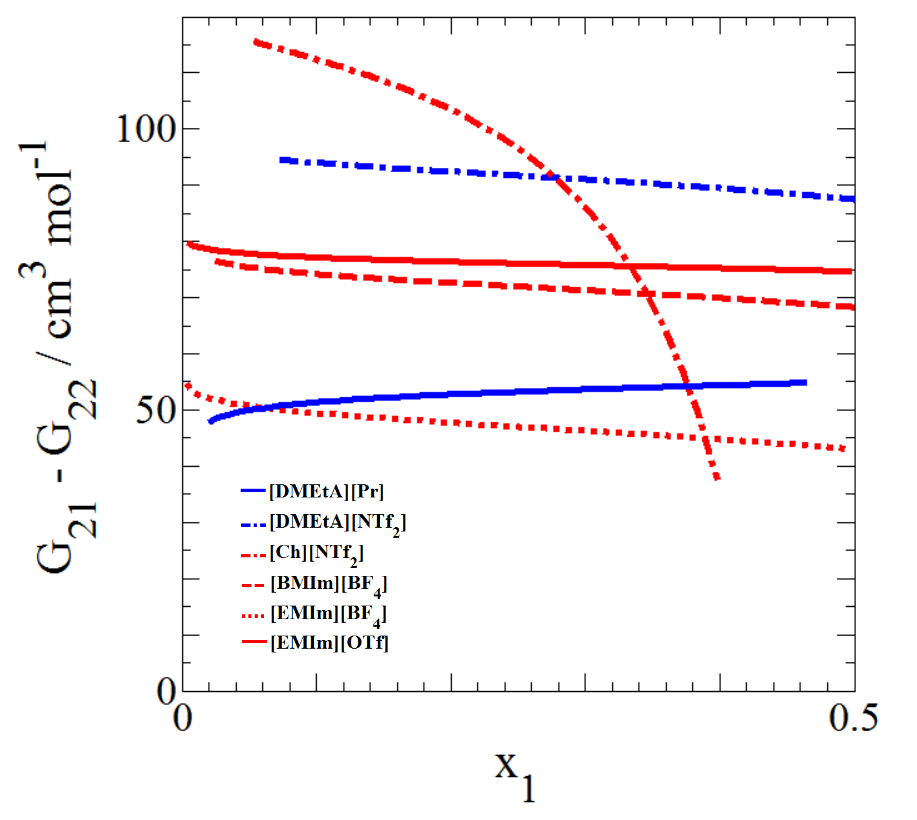 G21 - G22 / cm3 mol-1
100
50
0
[DMEtA][Pr]
[DMEtA][NTf2]
[Ch][NTf2]
[BMIm][BF4]
[EMIm][BF4]
[EMIm][OTf]
0
0.5
x1